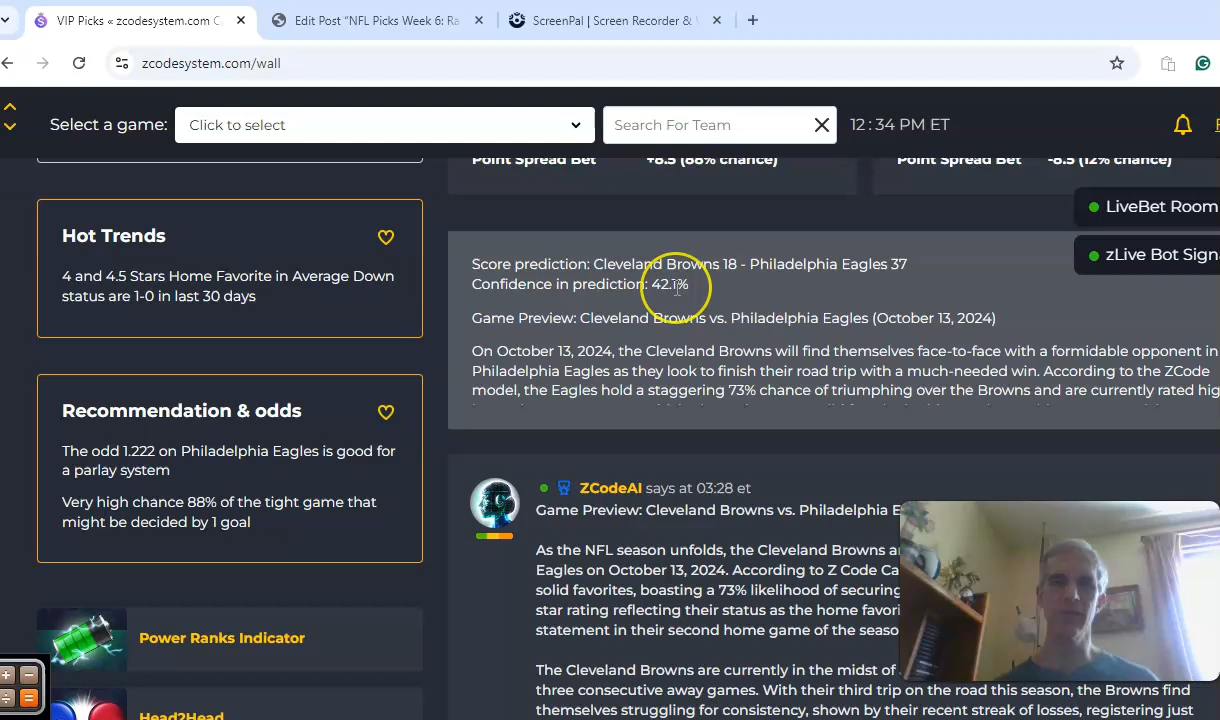 VIP Picks « zcodesystem.com C
Edit Post "NFL Picks Week 6: Ra
ScreenPal | Screen Recorder &
zcodesystem.com/wall
Select a game:
Click to select
Search For Team
12 : 34 PM ET
Point Spread Bet +8.5 (88% chance)
Point Spread Bet -8.5 (12% chance)
LiveBet Room
zLive Bot Signa
Hot Trends
4 and 4.5 Stars Home Favorite in Average Down
status are 1-0 in last 30 days
Recommendation & odds
The odd 1.222 on Philadelphia Eagles is good for
a parlay system
Very high chance 88% of the tight game that
might be decided by 1 goal
Power Ranks Indicator
Head2Head
Score prediction: Cleveland Browns 18 - Philadelphia Eagles 37
Confidence in prediction: 42.1%
Game Preview: Cleveland Browns vs. Philadelphia Eagles (October 13, 2024)
On October 13, 2024, the Cleveland Browns will find themselves face-to-face with a formidable opponent in
Philadelphia Eagles as they look to finish their road trip with a much-needed win. According to the ZCode
model, the Eagles hold a staggering 73% chance of triumphing over the Browns and are currently rated hig
ZCodeAI says at 03:28 et
Game Preview: Cleveland Browns vs. Philadelphia E
As the NFL season unfolds, the Cleveland Browns a
Eagles on October 13, 2024. According to Z Code Ca
solid favorites, boasting a 73% likelihood of securing
star rating reflecting their status as the home favori
statement in their second home game of the seaso
The Cleveland Browns are currently in the midst of
three consecutive away games. With their third trip on the road this season, the Browns find
themselves struggling for consistency, shown by their recent streak of losses, registering just